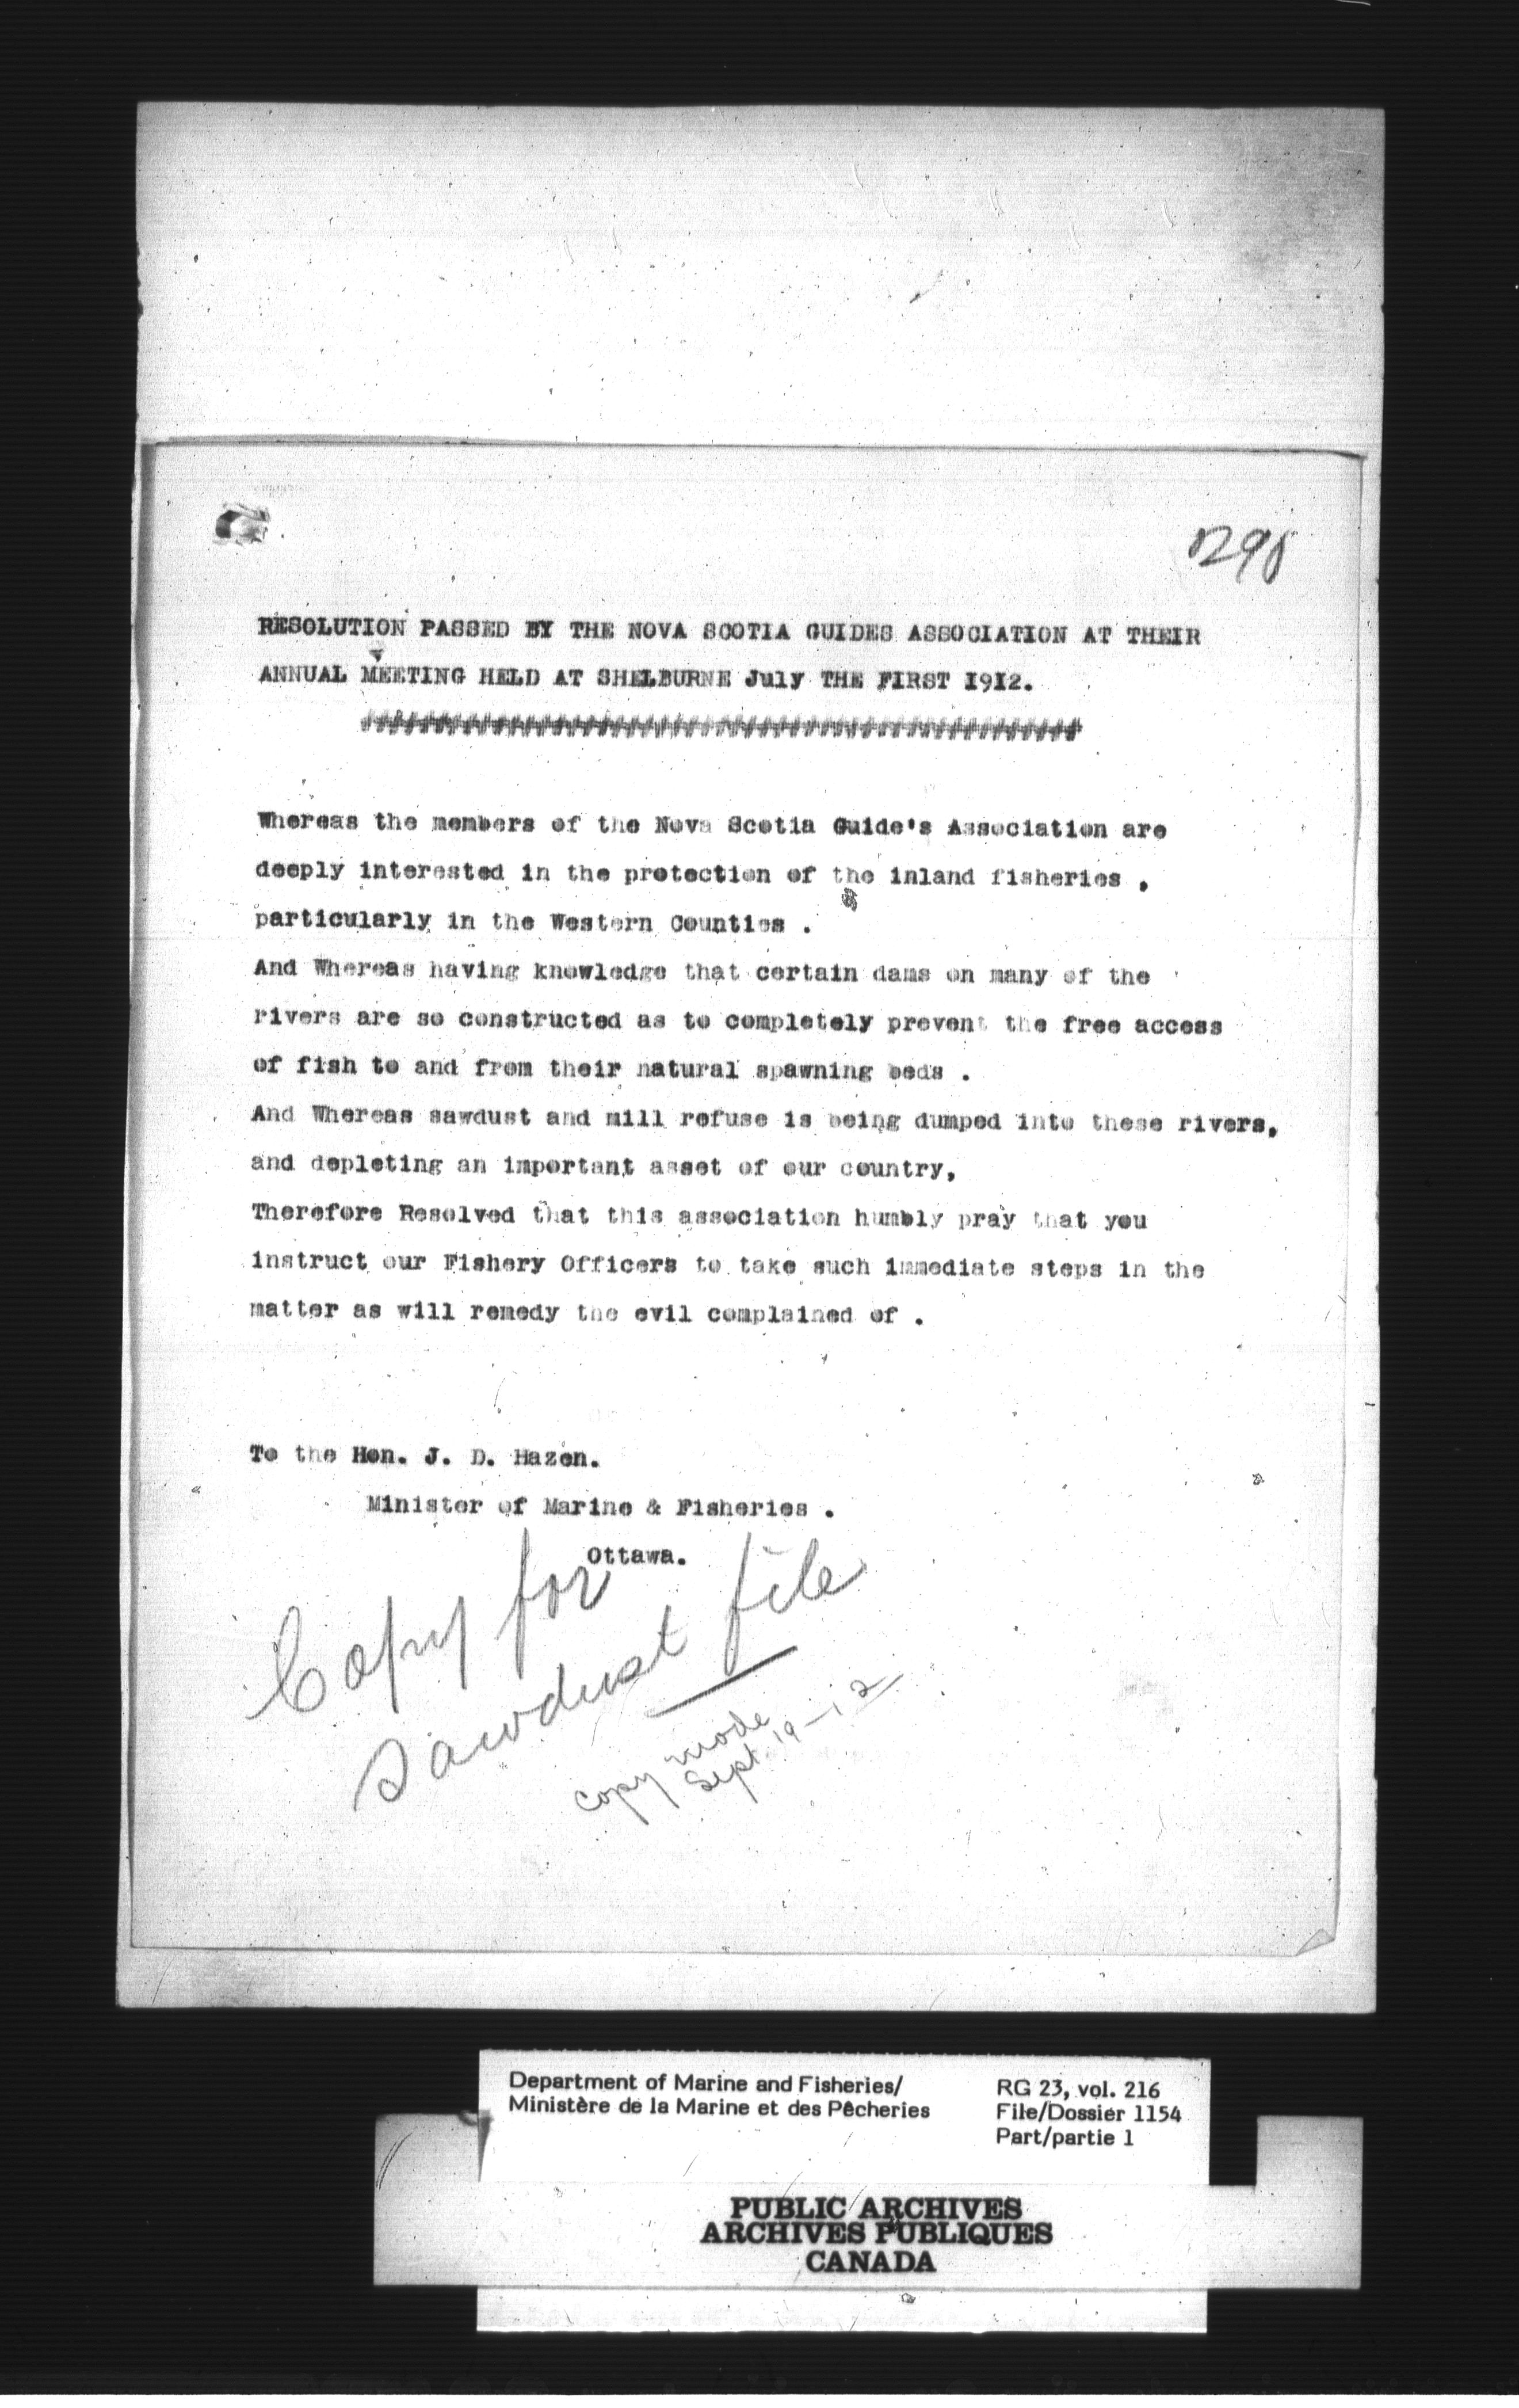 RESOLUTION PASSED BY THE NOVA SCOTIA GUIDES ASSOCIATION AT THEIR
ANNUAL MEETING HELD AT SHELBURNE July THE FIRST 1912.
Whereas the members of the Nova Scotia Guide's Association are
deeply interested in the protection of the inland fisheries ,
particularly in the Western Counties .
And Whereas having knowledge that certain dams on many of the
rivers are so constructed as to completely prevent the free access
of fish to and from their natural spawning beds .
And Whereas sawdust and mill refuse is being dumped into these rivers,
and depleting an important asset of our country,
Therefore Resolved that this association humbly pray that you
instruct our Fishery Officers to take such immediate steps in the
matter as will remedy the evil complained of .
To the Hon. J. D. Hazen.
Minister of Marine & Fisheries .
Ottawa.
Copy for
Sawdust file
Copy made
Sept 19-12
Department of Marine and Fisheries/
Ministère de la Marine et des Pêcheries
RG 23, vol. 216
File/Dossier 1154
Part/partie 1
PUBLIC ARCHIVES
ARCHIVES PUBLIQUES
CANADA